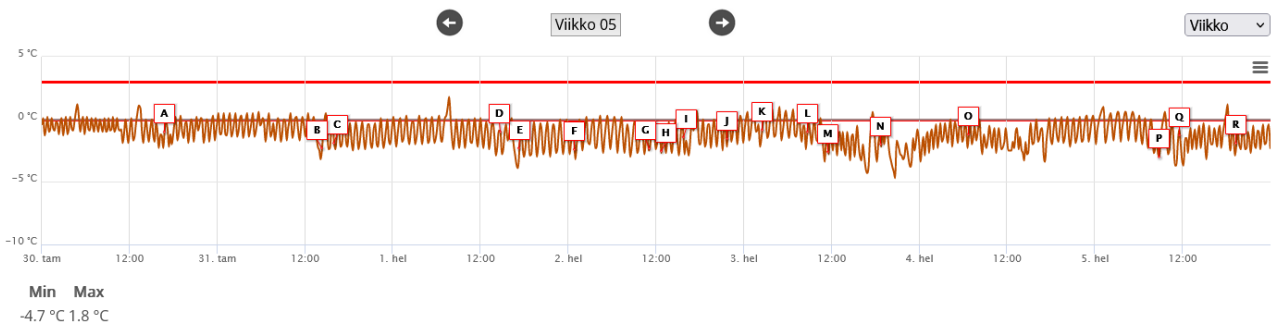 Viikko 05
Viikko
5 °C
0 °C
−5 °C
−10 °C
A
B
C
D
E
F
G
H
I
J
K
L
M
N
O
P
Q
R
30. tam 12:00 31. tam 12:00 1. hel 12:00 2. hel 12:00 3. hel 12:00 4. hel 12:00 5. hel 12:00
Min Max
-4.7 °C 1.8 °C